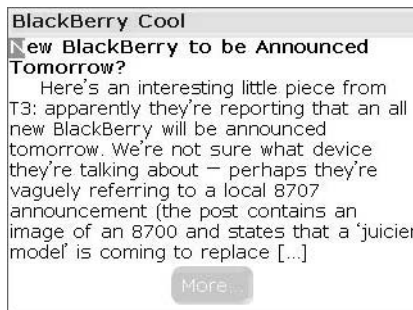 BlackBerry Cool
New BlackBerry to be Announced
Tomorrow?
Here's an interesting little piece from
T3: apparently they're reporting that an all
new BlackBerry will be announced
tomorrow. We're not sure what device
they're talking about — perhaps they're
vaguely referring to a local 8707
announcement (the post contains an
image of an 8700 and states that a 'juicier
model' is coming to replace [...]
More...